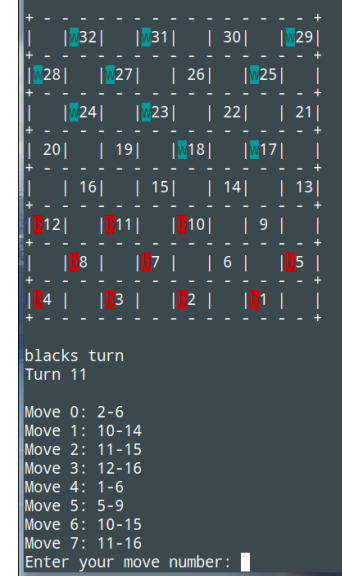 + - - - - - - - - - - - - - - - +
|   |w32|   |w31|   | 30|   |w29|
+ - - - - - - - - - - - - - - - +
|w28|   |w27|   | 26|   |w25|   |
+ - - - - - - - - - - - - - - - +
|   |w24|   |w23|   | 22|   | 21|
+ - - - - - - - - - - - - - - - +
| 20|   | 19|   |w18|   |w17|   |
+ - - - - - - - - - - - - - - - +
|   | 16|   | 15|   | 14|   | 13|
+ - - - - - - - - - - - - - - - +
|b12|   |b11|   |b10|   | 9 |   |
+ - - - - - - - - - - - - - - - +
|   |b8 |   |b7 |   | 6 |   |b5 |
+ - - - - - - - - - - - - - - - +
|b4 |   |b3 |   |b2 |   |b1 |   |
+ - - - - - - - - - - - - - - - +
blacks turn
Turn 11
Move 0: 2-6
Move 1: 10-14
Move 2: 11-15
Move 3: 12-16
Move 4: 1-6
Move 5: 5-9
Move 6: 10-15
Move 7: 11-16
Enter your move number: